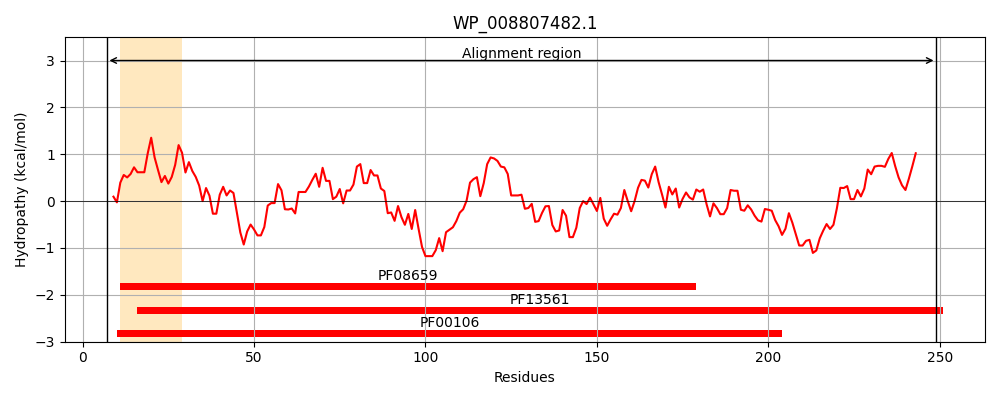 WP_008807482.1
Alignment region
Hydropathy (kcal/mol)
3
2
1
0
−1
−2
−3
PF08659
PF13561
PF00106
0
50
100
150
200
250
Residues